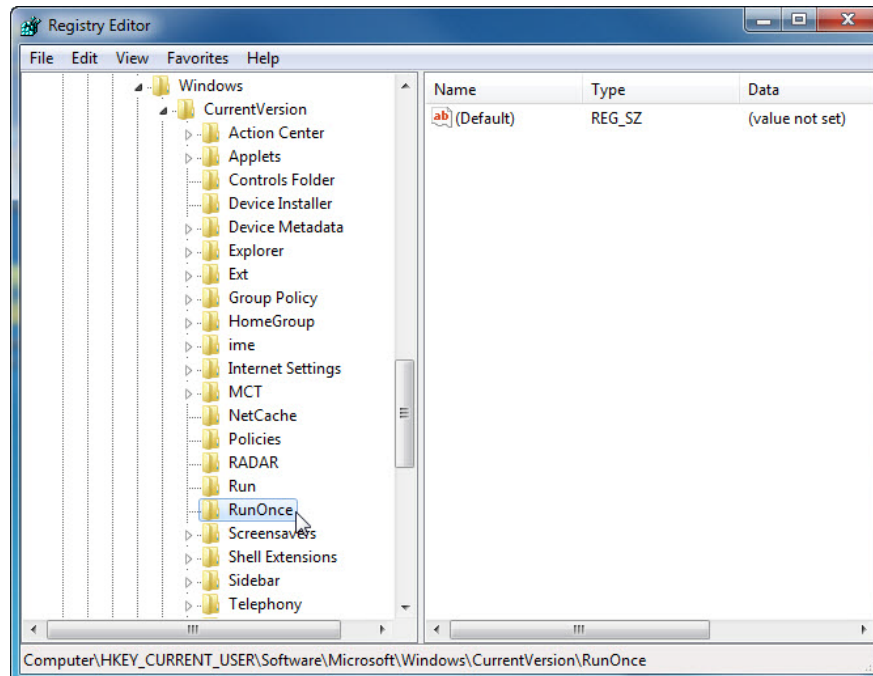 Registry Editor
File Edit View Favorites Help
Windows
CurrentVersion
Action Center
Applets
Controls Folder
Device Installer
Device Metadata
Explorer
Ext
Group Policy
HomeGroup
ime
Internet Settings
MCT
NetCache
Policies
RADAR
Run
RunOnce
Screensavers
Shell Extensions
Sidebar
Telephony
Name Type Data
ab (Default) REG_SZ (value not set)
Computer\HKEY_CURRENT_USER\Software\Microsoft\Windows\CurrentVersion\RunOnce